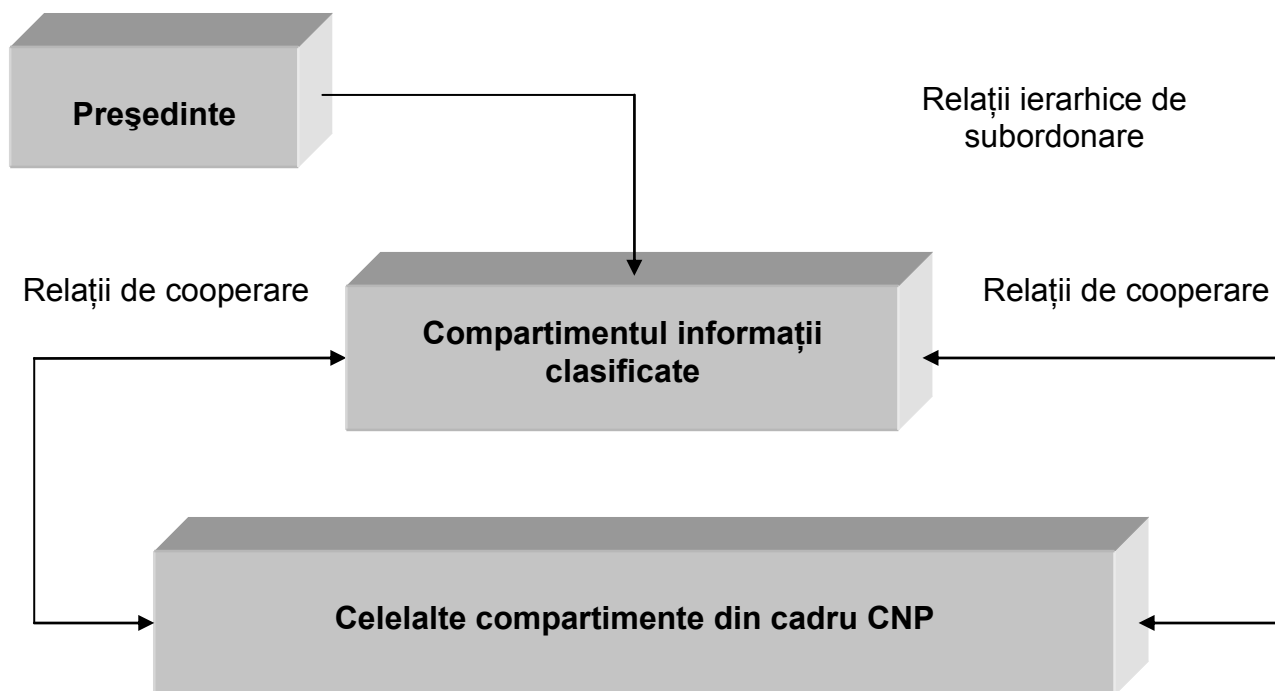 Preşedinte
Relații ierarhice de
subordonare
Relații de cooperare
Relații de cooperare
Compartimentul informații
clasificate
Celelalte compartimente din cadru CNP